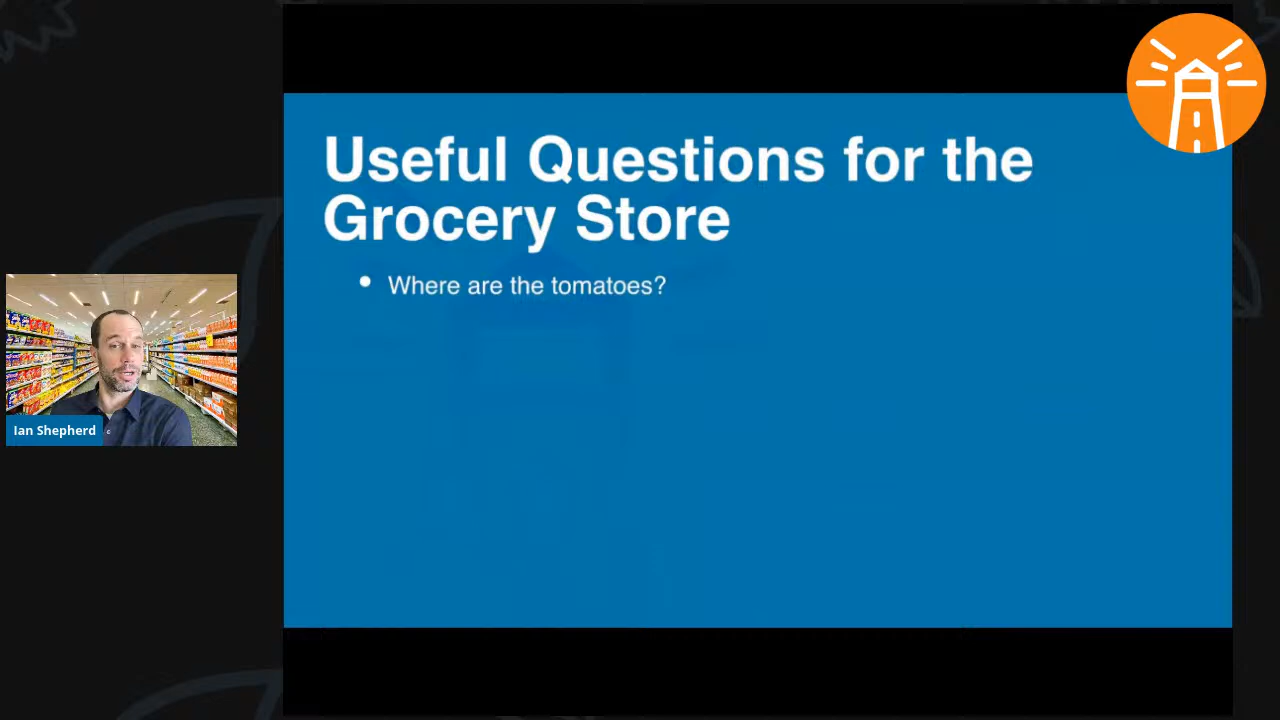 Useful Questions for the
Grocery Store
• Where are the tomatoes?
Ian Shepherd